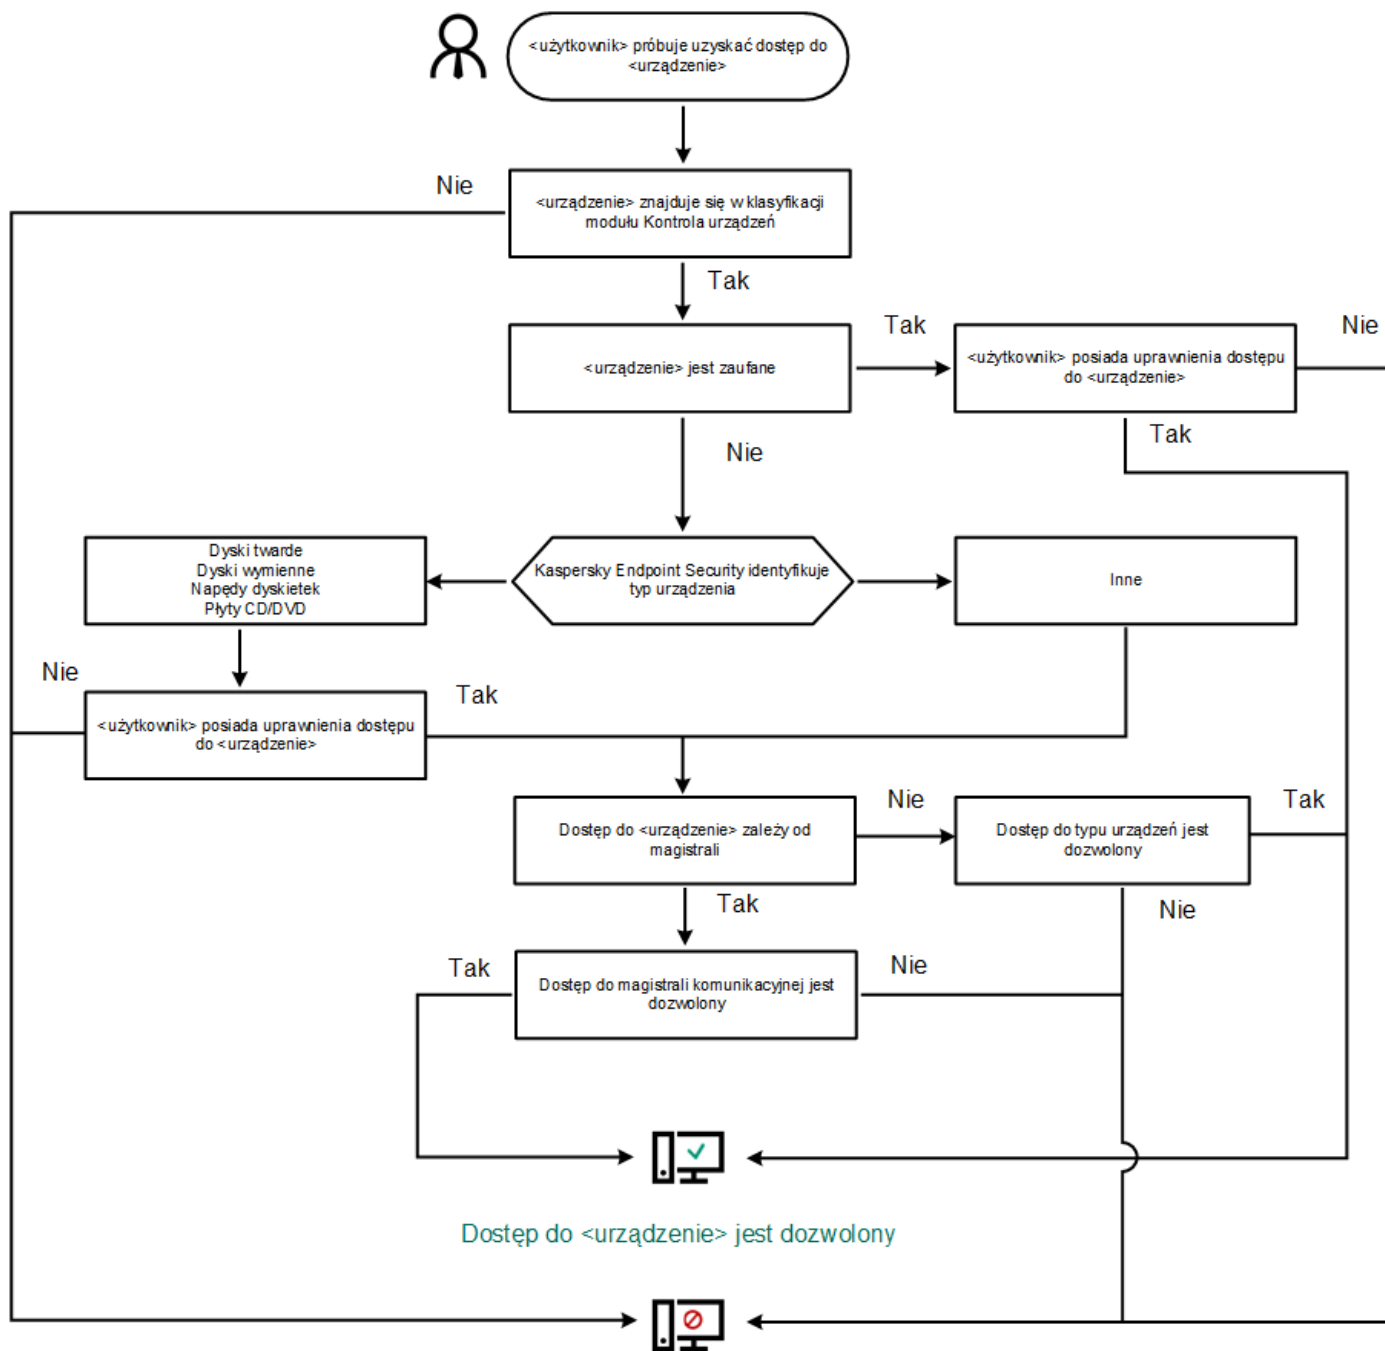 <użytkownik> próbuje uzyskać dostęp do
<urządzenie>
Nie
<urządzenie> znajduje się w klasyfikacji
modułu Kontrola urządzeń
Tak
<urządzenie> jest zaufane
Tak
<użytkownik> posiada uprawnienia dostępu
do <urządzenie>
Nie
Tak
Nie
Dyski twarde
Dyski wymienne
Napędy dyskietek
Płyty CD/DVD
Kaspersky Endpoint Security identyfikuje
typ urządzenia
Inne
Nie
<użytkownik> posiada uprawnienia dostępu
do <urządzenie>
Tak
Dostęp do <urządzenie> zależy od
magistrali
Nie
Dostęp do typu urządzeń jest
dozwolony
Tak
Tak
Nie
Tak
Dostęp do magistrali komunikacyjnej jest
dozwolony
Nie
Dostęp do <urządzenie> jest dozwolony